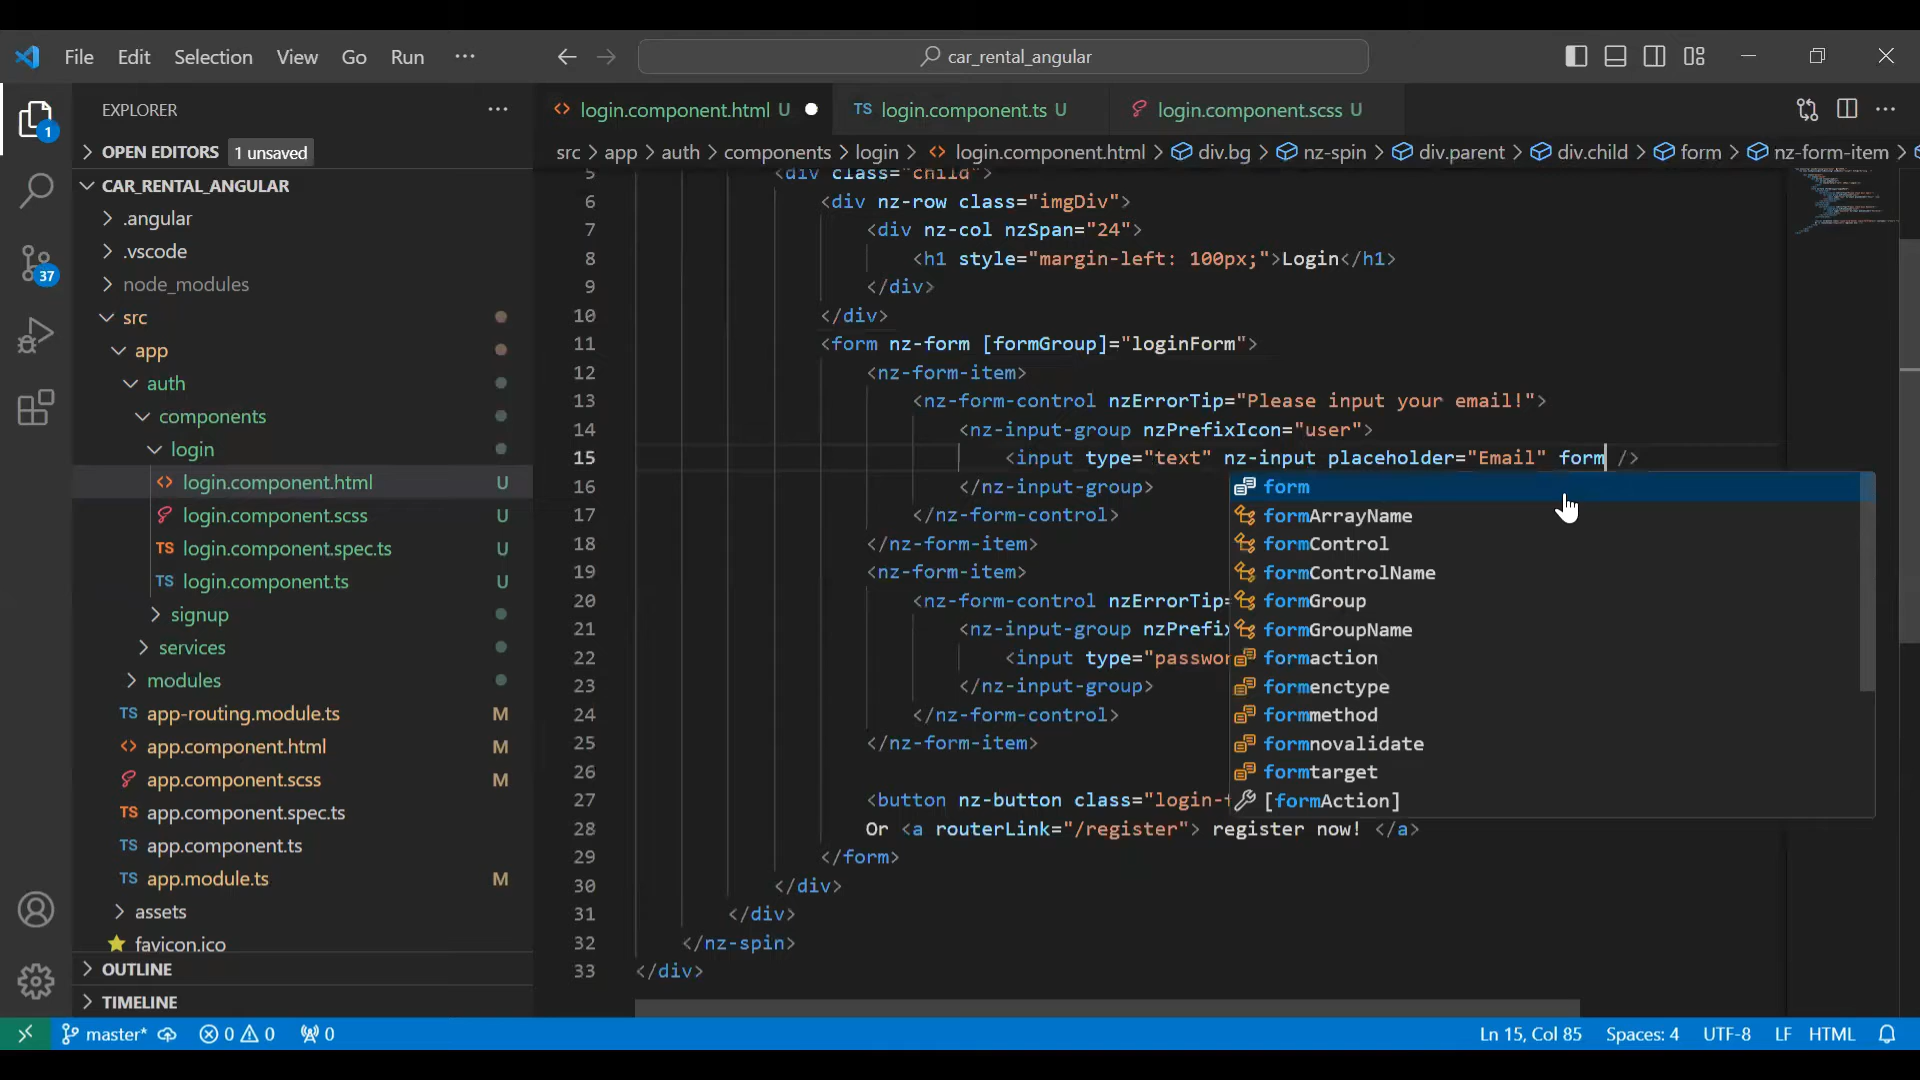 File Edit Selection View Go Run ... car_rental_angular
EXPLORER ...
OPEN EDITORS 1 unsaved
CAR_RENTAL_ANGULAR
.angular
.vscode
node_modules
src
app
auth
components
login
login.component.html U
login.component.scss U
login.component.spec.ts U
TS login.component.ts U
signup
services
modules
TS app-routing.module.ts M
app.component.html M
app.component.scss M
TS app.component.spec.ts
TS app.component.ts
TS app.module.ts M
assets
favicon.ico
OUTLINE
TIMELINE
1
37
login.component.html U TS login.component.ts U login.component.scss U
src > app > auth > components > login > login.component.html > div.bg > nz-spin > div.parent > div.child > form > nz-form-item >
5 <div class="child">
6 <div nz-row class="imgDiv">
7 <div nz-col nzSpan="24">
8 <h1 style="margin-left: 100px;">Login</h1>
9 </div>
10 </div>
11 <form nz-form [formGroup]="loginForm">
12 <nz-form-item>
13 <nz-form-control nzErrorTip="Please input your email!">
14 <nz-input-group nzPrefixIcon="user">
15 <input type="text" nz-input placeholder="Email" form />
16 </nz-input-group>
17 </nz-form-control>
18 </nz-form-item>
19 <nz-form-item>
20 <nz-form-control nzErrorTip=
21 <nz-input-group nzPrefix
22 <input type="passwor
23 </nz-input-group>
24 </nz-form-control>
25 </nz-form-item>
26
27 <button nz-button class="login-
28 Or <a routerLink="/register"> register now! </a>
29 </form>
30 </div>
31 </div>
32 </nz-spin>
33 </div>
form
formArrayName
formControl
formControlName
formGroup
formGroupName
formaction
formenctype
formmethod
formnovalidate
formtarget
[formAction]
master* 0 0 0 Ln 15, Col 85 Spaces: 4 UTF-8 LF HTML